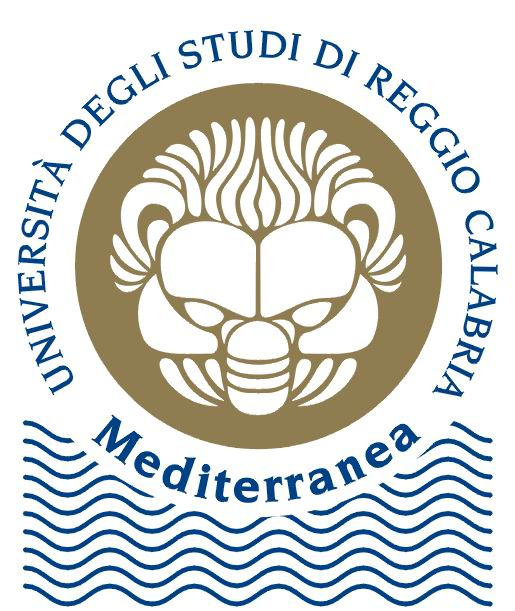 UNIVERSITÀ DEGLI STUDI DI REGGIO CALABRIA
Mediterranea